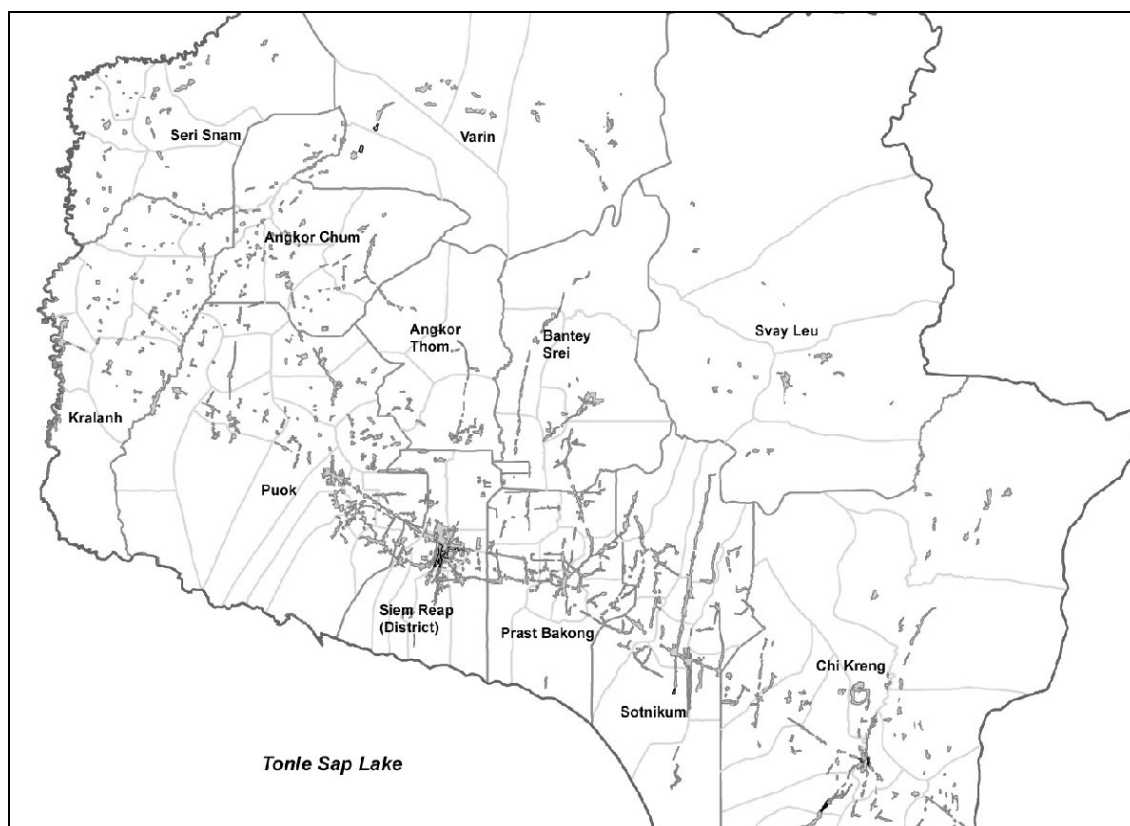 Seri Snam
Varin
Angkor Chum
Angkor
Thom
Bantey
Srei
Svay Leu
Kralanh
Puok
Siem Reap
(District)
Prast Bakong
Chi Kreng
Sotnikum
Tonle Sap Lake